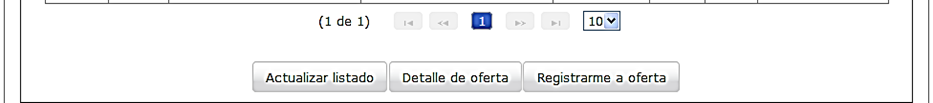 (1 de 1) 1 10
Actualizar listado Detalle de oferta Registrarme a oferta